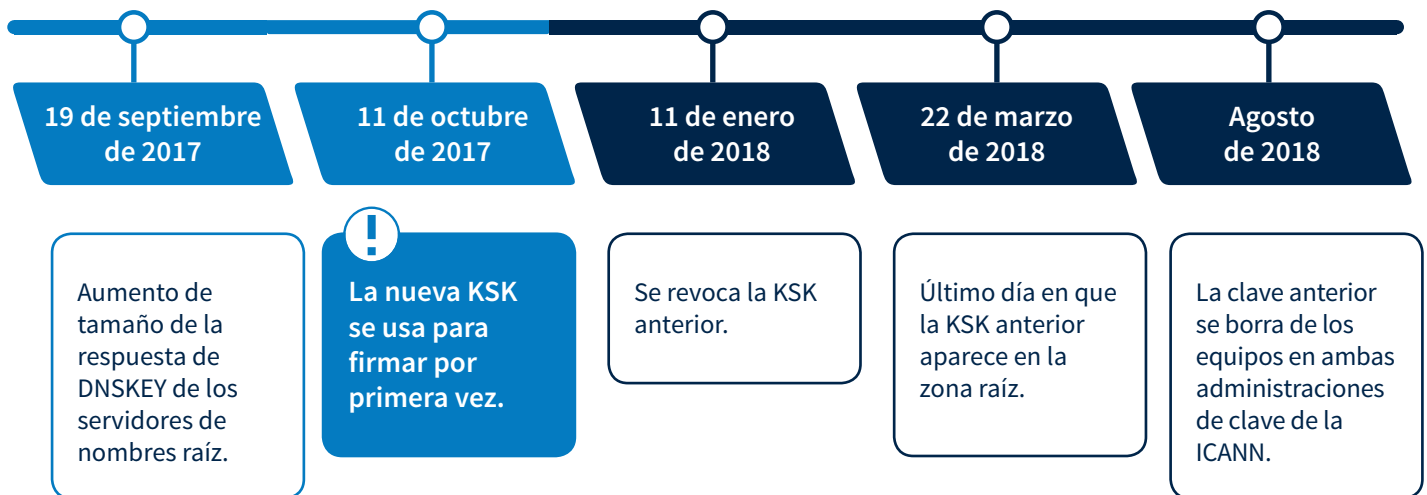 19 de septiembre
de 2017
11 de octubre
de 2017
11 de enero
de 2018
22 de marzo
de 2018
Agosto
de 2018
Aumento de
tamaño de la
respuesta de
DNSKEY de los
servidores de
nombres raíz.
!
La nueva KSK
se usa para
firmar por
primera vez.
Se revoca la KSK
anterior.
Último día en que
la KSK anterior
aparece en la
zona raíz.
La clave anterior
se borra de los
equipos en ambas
administraciones
de clave de la
ICANN.